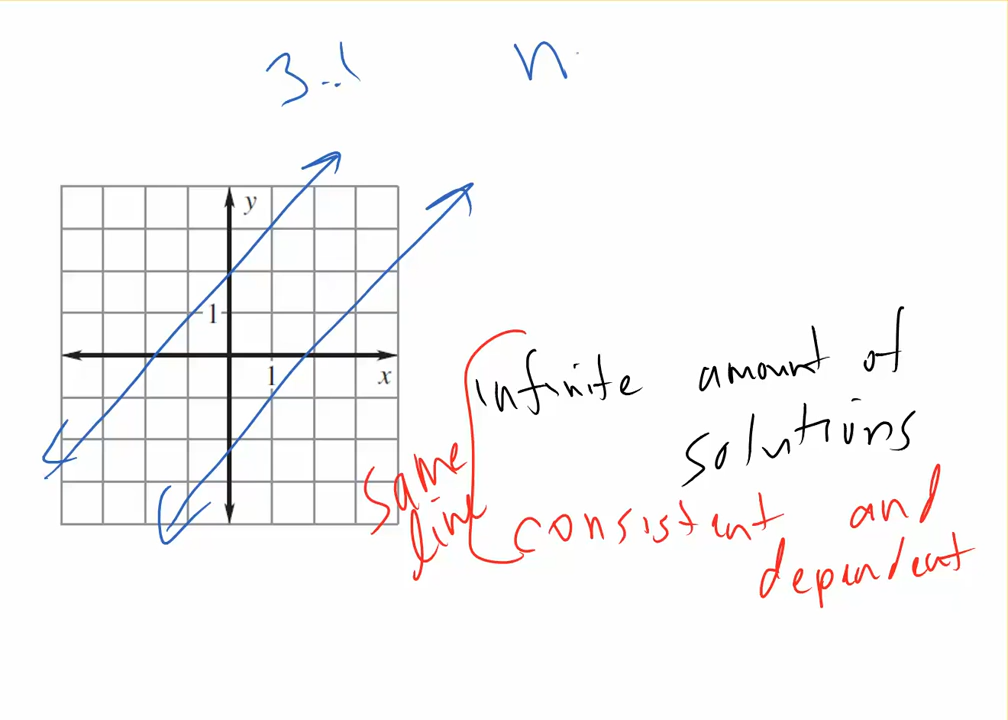 3.1 n
y
1
1 x
infinite amount of
solutions
same
line
consistent and
dependent